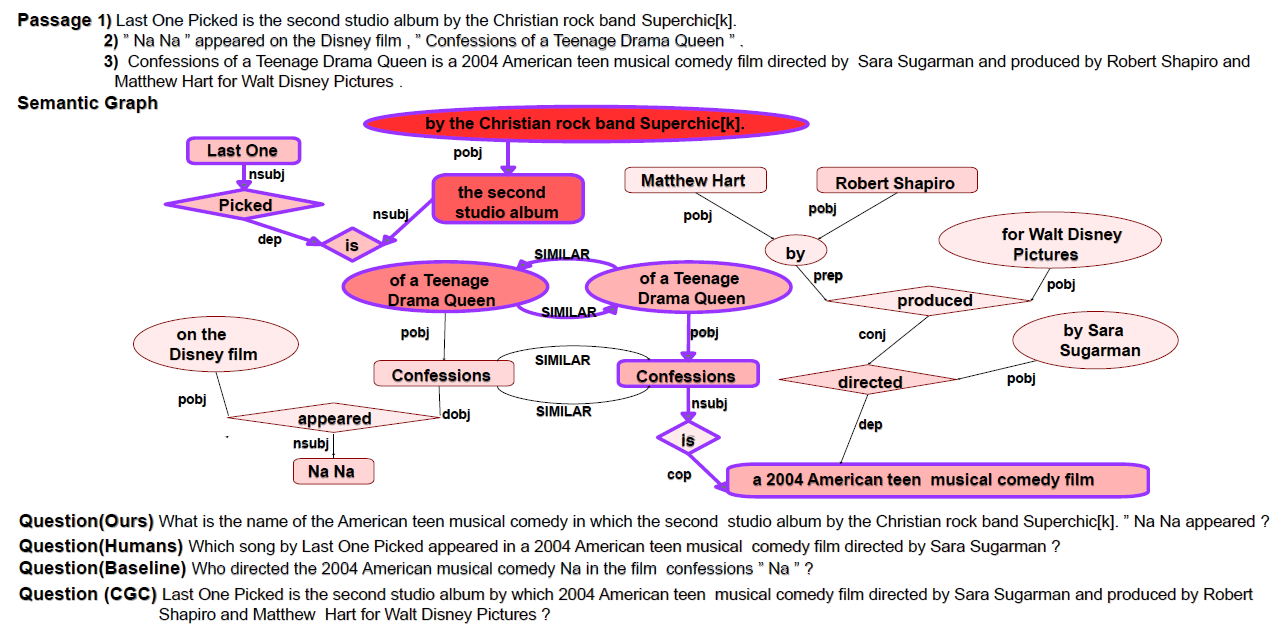 Passage 1) Last One Picked is the second studio album by the Christian rock band Superchic[k].
2) " Na Na " appeared on the Disney film , " Confessions of a Teenage Drama Queen " .
3) Confessions of a Teenage Drama Queen is a 2004 American teen musical comedy film directed by Sara Sugarman and produced by Robert Shapiro and
Matthew Hart for Walt Disney Pictures .
Semantic Graph
by the Christian rock band Superchic[k].
Last One
pobj
nsubj
Matthew Hart
Robert Shapiro
the second
studio album
Picked
nsubj
pobj
pobj
dep
is
by
for Walt Disney
Pictures
SIMILAR
of a Teenage
Drama Queen
of a Teenage
Drama Queen
prep
pobj
produced
SIMILAR
on the
Disney film
pobj
pobj
conj
by Sara
Sugarman
SIMILAR
Confessions
Confessions
directed
pobj
pobj
nsubj
SIMILAR
appeared
dobj
dep
nsubj
is
Na Na
cop
a 2004 American teen musical comedy film
Question(Ours) What is the name of the American teen musical comedy in which the second studio album by the Christian rock band Superchic[k]. " Na Na appeared ?
Question(Humans) Which song by Last One Picked appeared in a 2004 American teen musical comedy film directed by Sara Sugarman ?
Question(Baseline) Who directed the 2004 American musical comedy Na in the film confessions " Na " ?
Question (CGC) Last One Picked is the second studio album by which 2004 American teen musical comedy film directed by Sara Sugarman and produced by Robert
Shapiro and Matthew Hart for Walt Disney Pictures ?